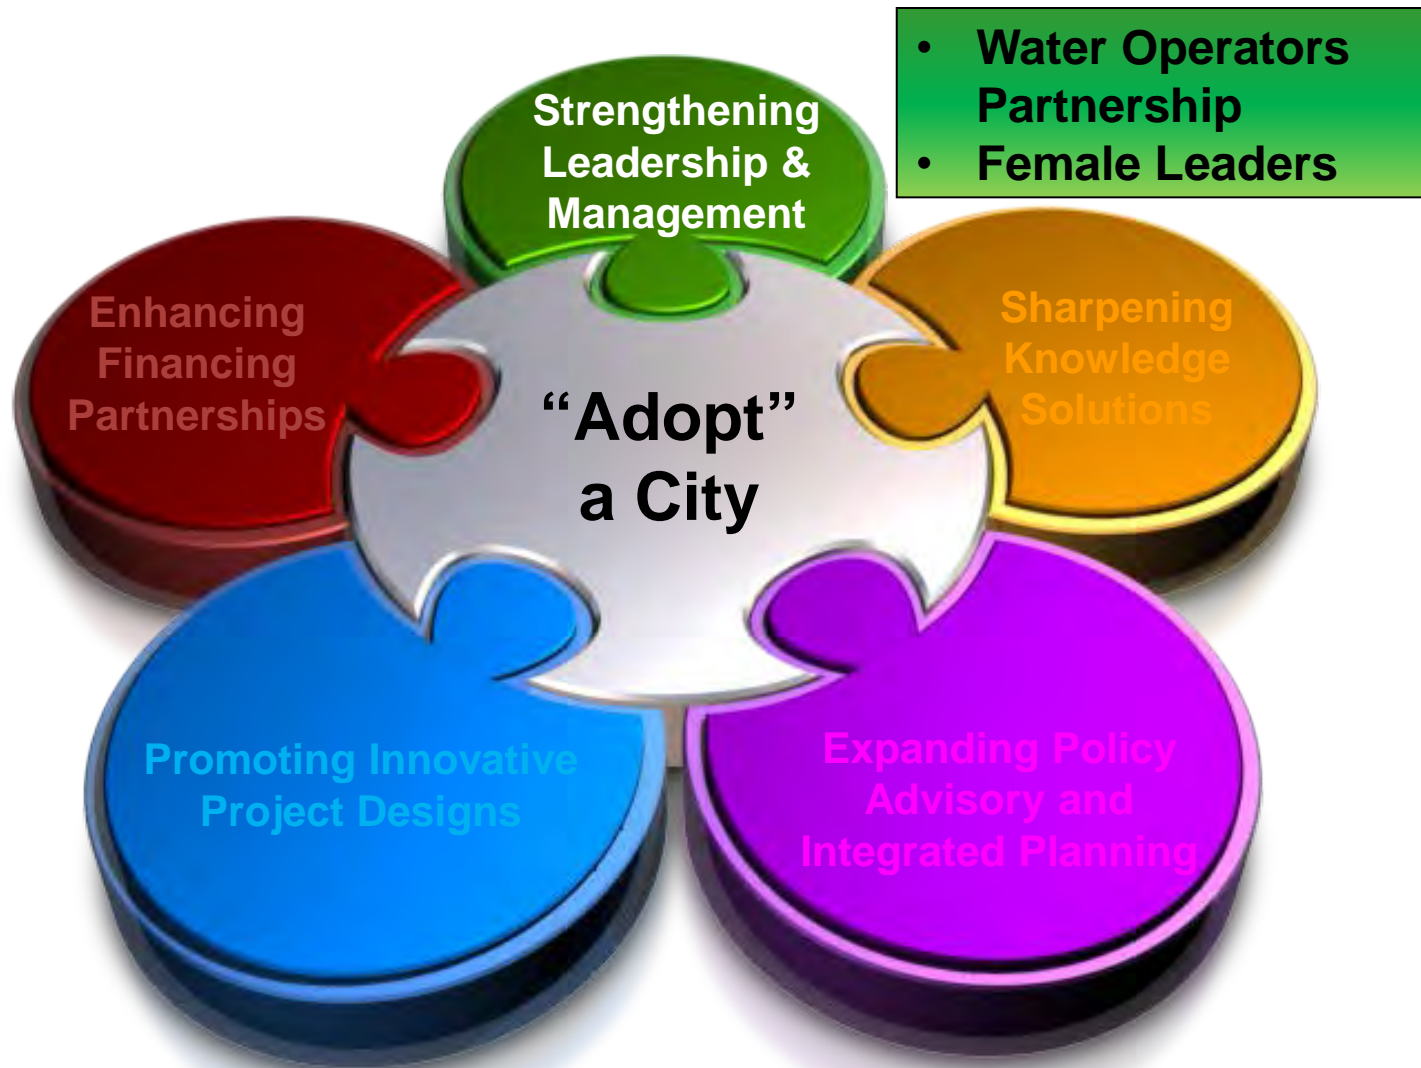 • Water Operators
Partnership
• Female Leaders
Strengthening
Leadership &
Management
Enhancing
Financing
Partnerships
Sharpening
Knowledge
Solutions
“Adopt”
a City
Promoting Innovative
Project Designs
Expanding Policy
Advisory and
Integrated Planning